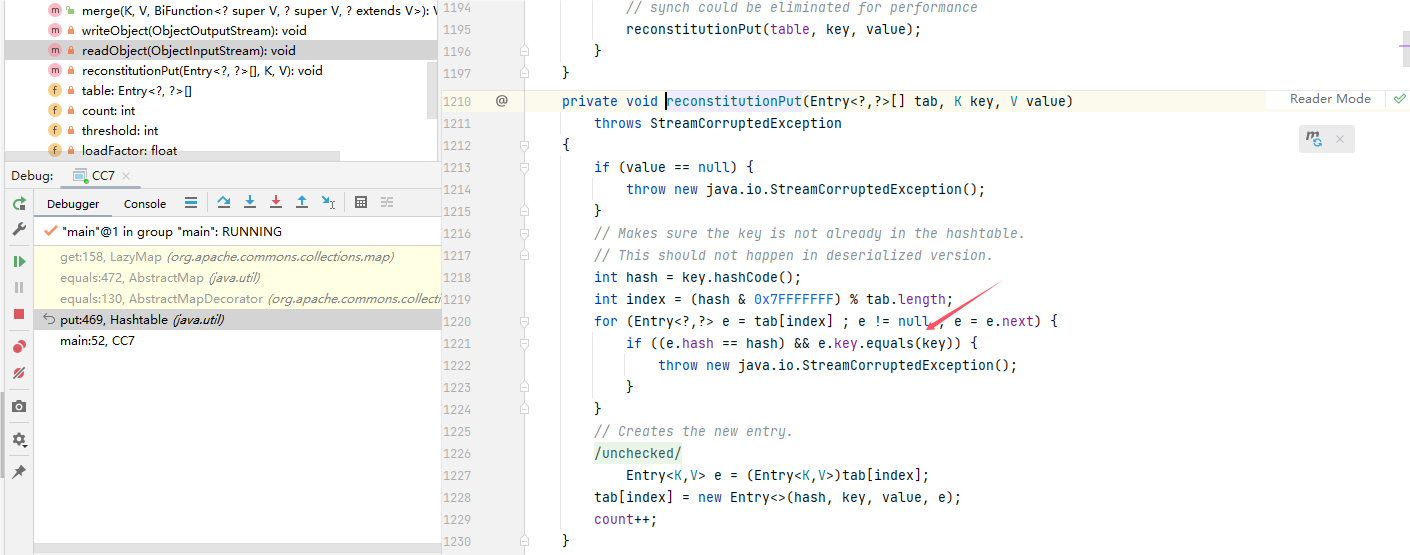 merge(K, V, BiFunction<? super V, ? super V, ? extends V>): V
writeObject(ObjectOutputStream): void
readObject(ObjectInputStream): void
reconstitutionPut(Entry<?, ?>[], K, V): void
table: Entry<?, ?>[]
count: int
threshold: int
loadFactor: float
Debug: CC7
Debugger Console
"main"@1 in group "main": RUNNING
get:158, LazyMap (org.apache.commons.collections.map)
equals:472, AbstractMap (java.util)
equals:130, AbstractMapDecorator (org.apache.commons.collecti
put:469, Hashtable (java.util)
main:52, CC7
1194 // synch could be eliminated for performance
1195 reconstitutionPut(table, key, value);
1196 }
1197 }
1210 @ private void reconstitutionPut(Entry<?,?>[] tab, K key, V value)
Reader Mode
1211 throws StreamCorruptedException
1212 {
1213 if (value == null) {
1214 throw new java.io.StreamCorruptedException();
1215 }
1216 // Makes sure the key is not already in the hashtable.
1217 // This should not happen in deserialized version.
1218 int hash = key.hashCode();
1219 int index = (hash & 0x7FFFFFFF) % tab.length;
1220 for (Entry<?,?> e = tab[index] ; e != null ; e = e.next) {
1221 if ((e.hash == hash) && e.key.equals(key)) {
1222 throw new java.io.StreamCorruptedException();
1223 }
1224 }
1225 // Creates the new entry.
1226 /unchecked/
1227 Entry<K,V> e = (Entry<K,V>)tab[index];
1228 tab[index] = new Entry<>(hash, key, value, e);
1229 count++;
1230 }